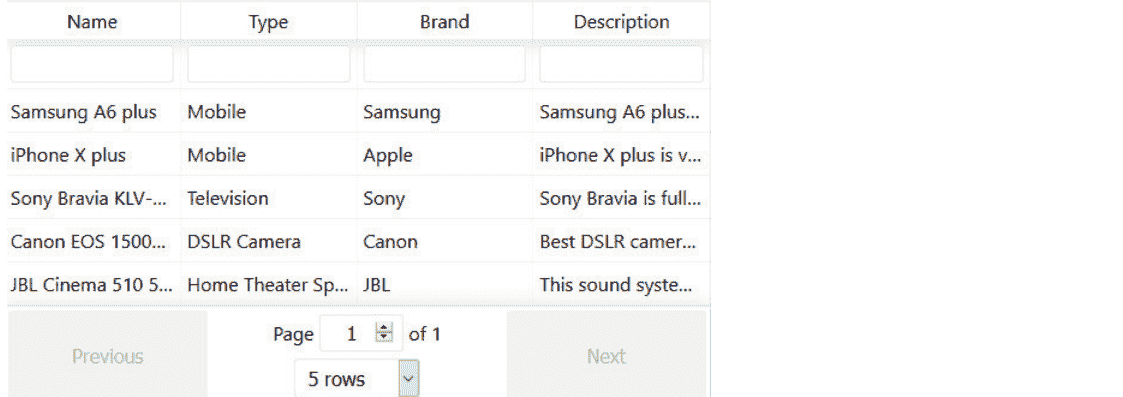 Name Type Brand Description
Samsung A6 plus Mobile Samsung Samsung A6 plus...
iPhone X plus Mobile Apple iPhone X plus is v...
Sony Bravia KLV-... Television Sony Sony Bravia is full...
Canon EOS 1500... DSLR Camera Canon Best DSLR camer...
JBL Cinema 510 5... Home Theater Sp... JBL This sound syste...
Previous Page 1 of 1 Next
5 rows